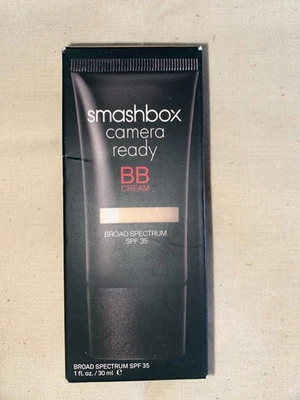 smashbox
camera
ready
BB
CREAM
BROAD SPECTRUM
SPF 35
BROAD SPECTRUM SPF 35
1 fl. oz. / 30 ml ℮